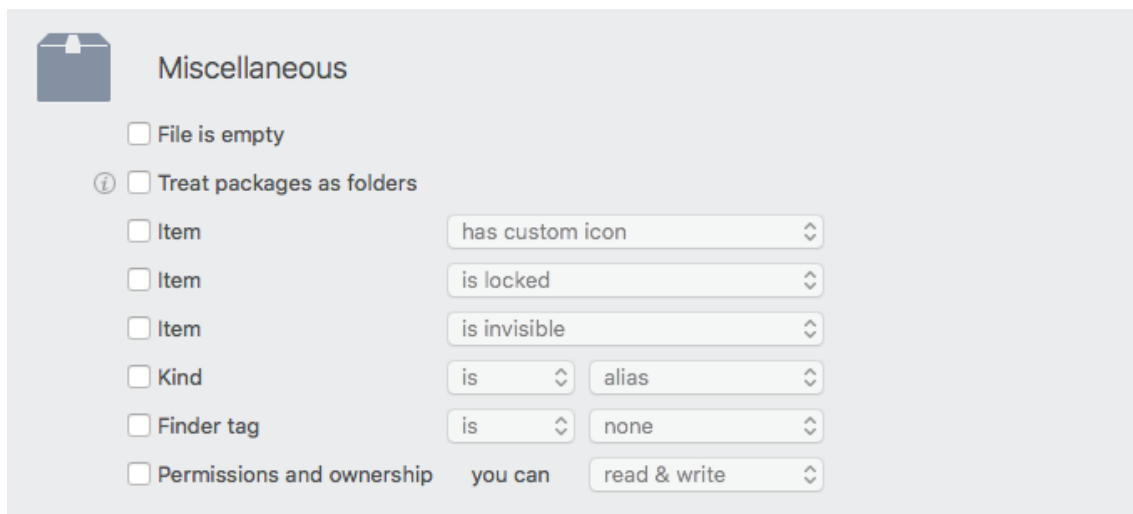 Miscellaneous
File is empty
Treat packages as folders
Item has custom icon
Item is locked
Item is invisible
Kind is alias
Finder tag is none
Permissions and ownership you can read & write